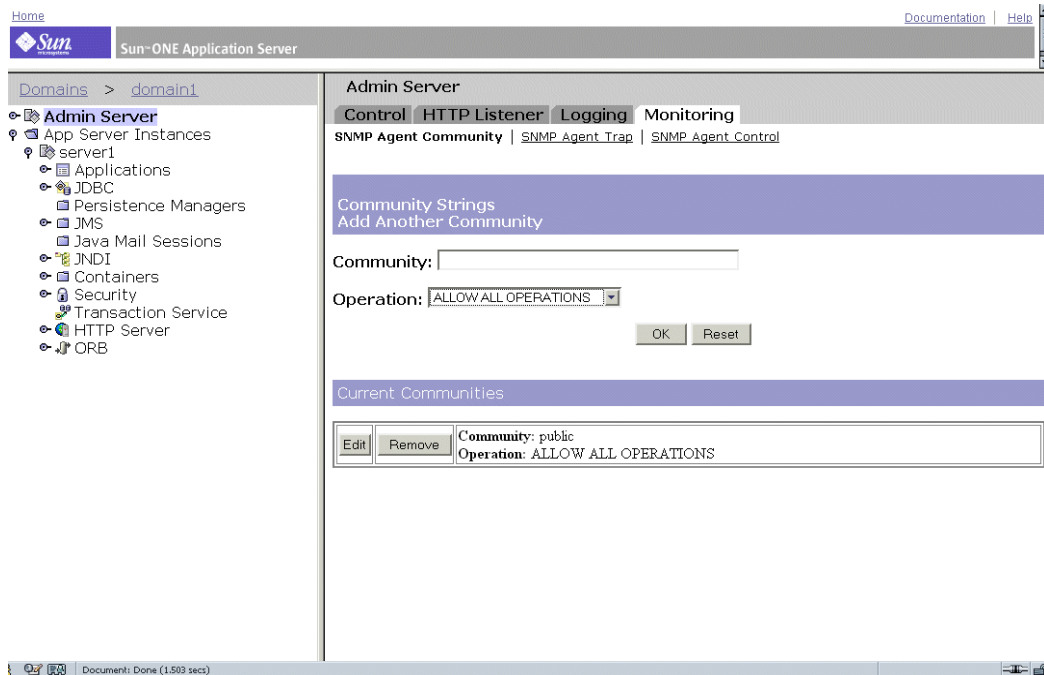 Home
Documentation | Help
Sun
microsystems
Sun™ONE Application Server
Domains > domain1
Admin Server
App Server Instances
server1
Applications
JDBC
Persistence Managers
JMS
Java Mail Sessions
JNDI
Containers
Security
Transaction Service
HTTP Server
ORB
Admin Server
Control HTTP Listener Logging Monitoring
SNMP Agent Community | SNMP Agent Trap | SNMP Agent Control
Community Strings
Add Another Community
Community:
Operation: ALLOW ALL OPERATIONS
OK Reset
Current Communities
Edit Remove Community: public
Operation: ALLOW ALL OPERATIONS
Document: Done (1.503 secs)